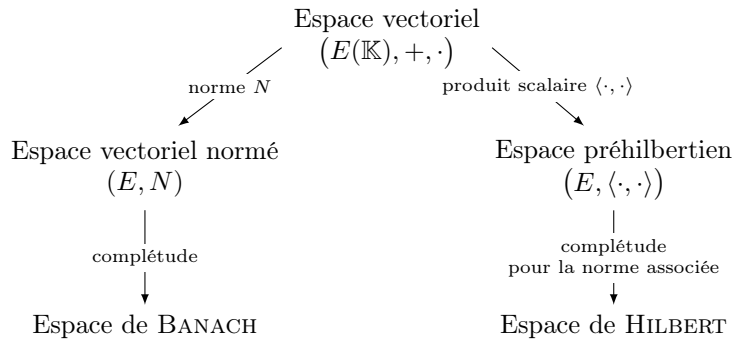 Espace vectoriel
(E(𝕂), +, ·)
norme N
produit scalaire ⟨·, ·⟩
Espace vectoriel normé
(E, N)
Espace préhilbertien
(E, ⟨·, ·⟩)
complétude
complétude
pour la norme associée
Espace de BANACH
Espace de HILBERT